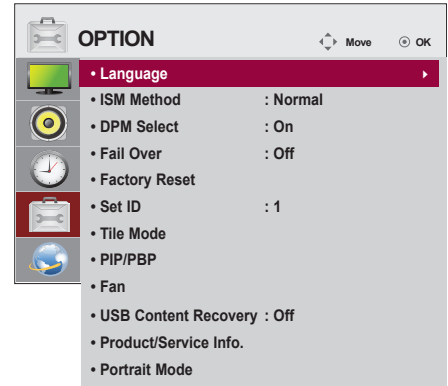 OPTION Move OK
• Language
• ISM Method : Normal
• DPM Select : On
• Fail Over : Off
• Factory Reset
• Set ID : 1
• Tile Mode
• PIP/PBP
• Fan
• USB Content Recovery : Off
• Product/Service Info.
• Portrait Mode